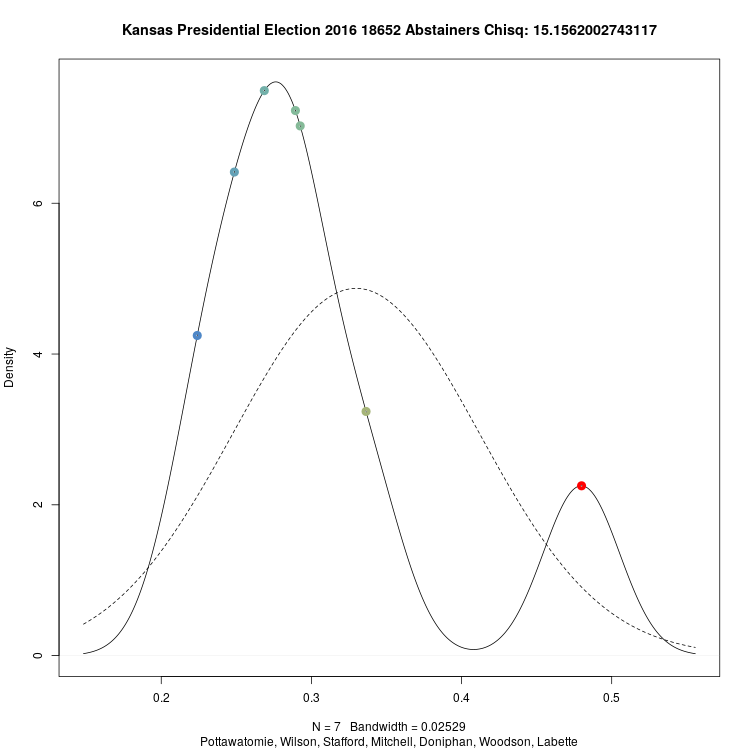 Kansas Presidential Election 2016 18652 Abstainers Chisq: 15.1562002743117
Density
6
4
2
0
0.2 0.3 0.4 0.5
N = 7 Bandwidth = 0.02529
Pottawatomie, Wilson, Stafford, Mitchell, Doniphan, Woodson, Labette